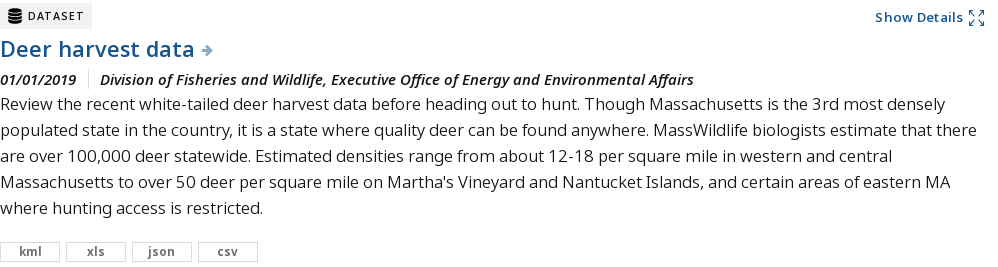 DATASET
Show Details
Deer harvest data
01/01/2019 Division of Fisheries and Wildlife, Executive Office of Energy and Environmental Affairs
Review the recent white-tailed deer harvest data before heading out to hunt. Though Massachusetts is the 3rd most densely
populated state in the country, it is a state where quality deer can be found anywhere. MassWildlife biologists estimate that there
are over 100,000 deer statewide. Estimated densities range from about 12-18 per square mile in western and central
Massachusetts to over 50 deer per square mile on Martha's Vineyard and Nantucket Islands, and certain areas of eastern MA
where hunting access is restricted.
kml xls json csv